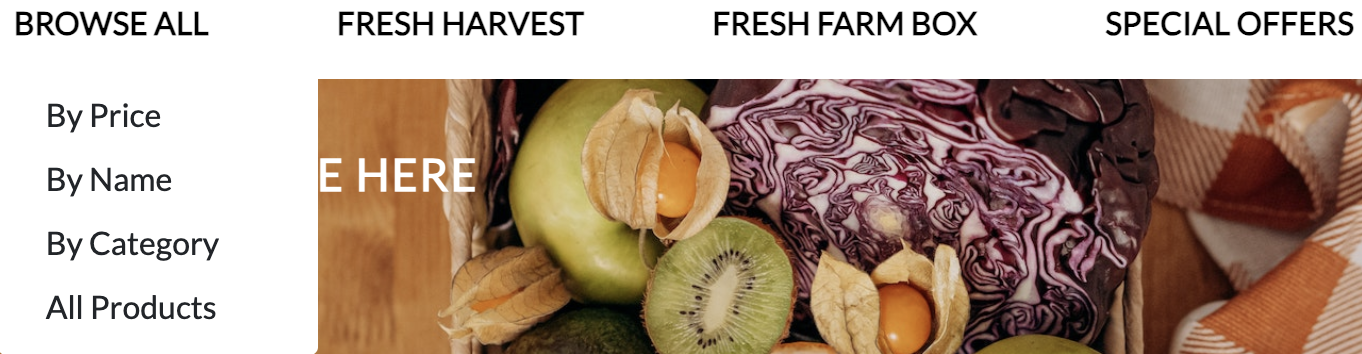 BROWSE ALL FRESH HARVEST FRESH FARM BOX SPECIAL OFFERS
By Price
By Name
E HERE
By Category
All Products